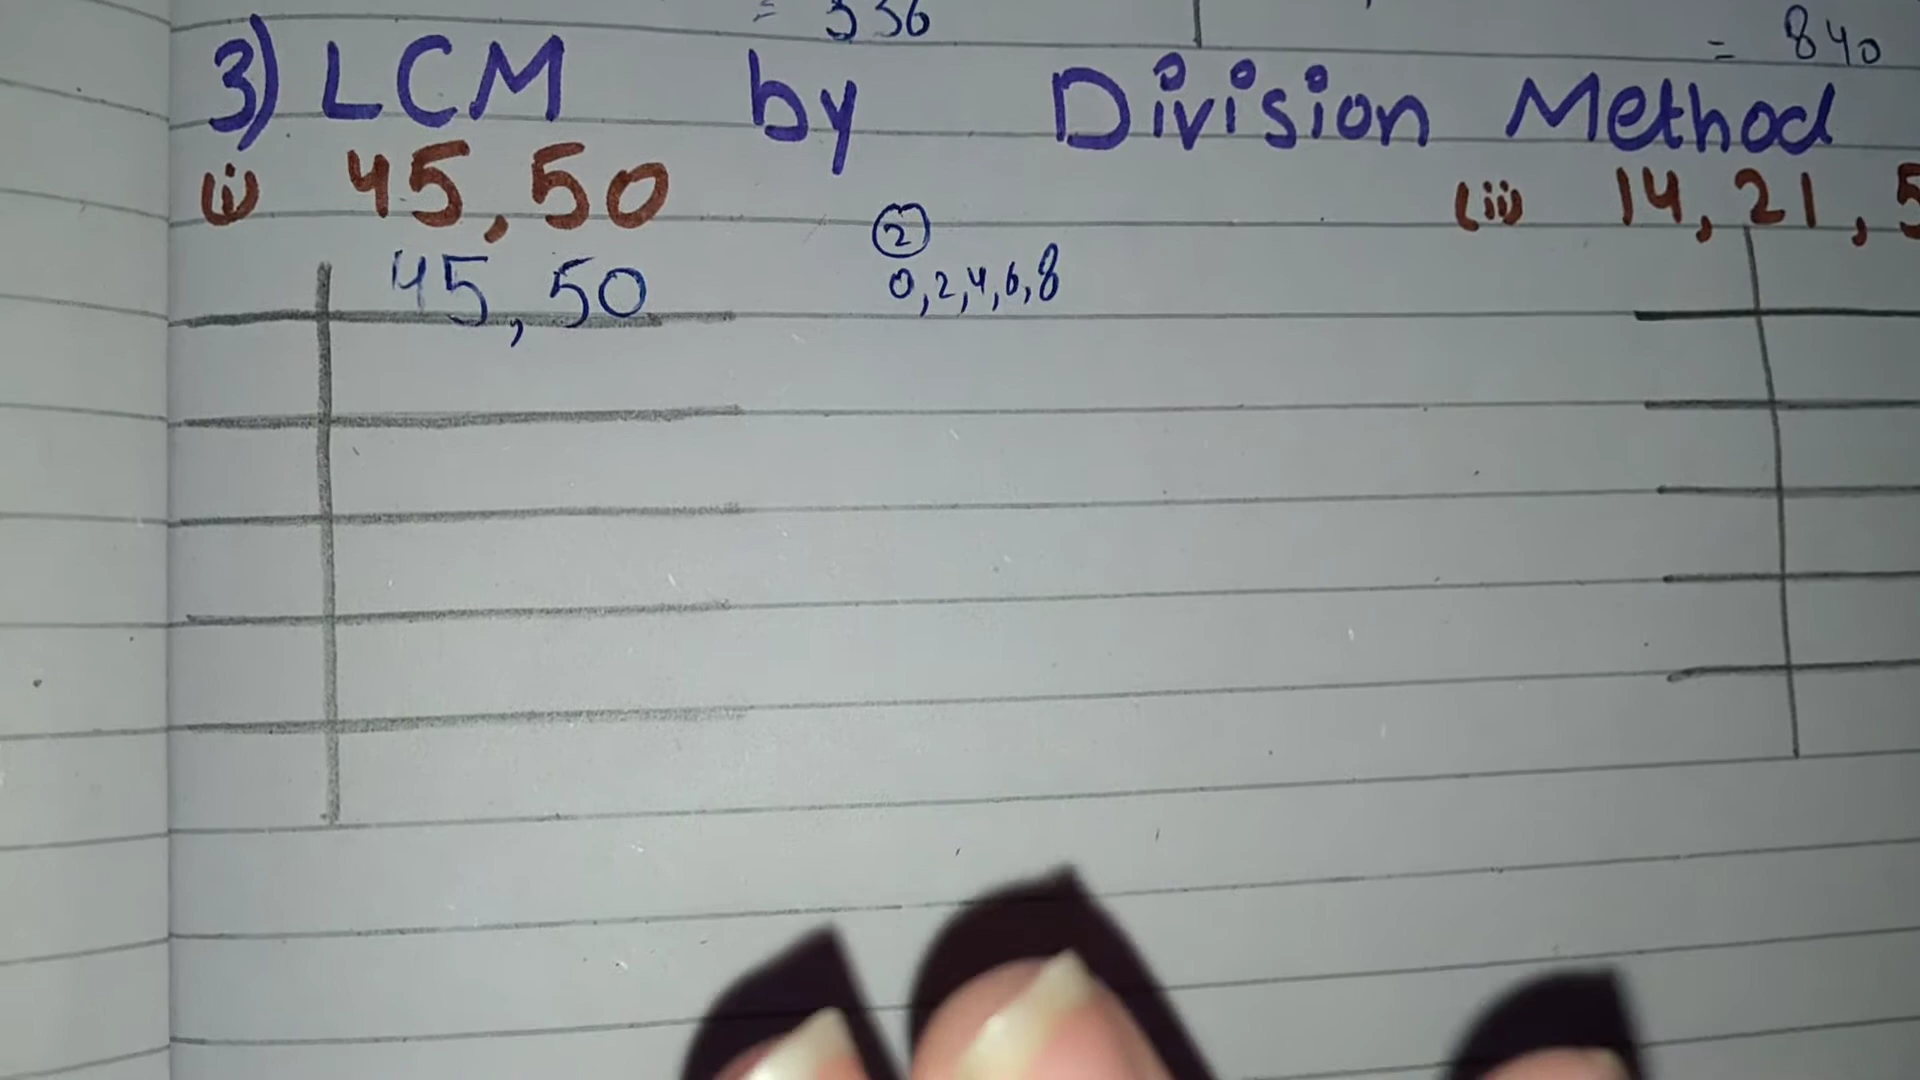 = 336
= 840
3) LCM by Division Method
(i) 45, 50
(ii) 14, 21, 5
45, 50
2
0, 2, 4, 6, 8